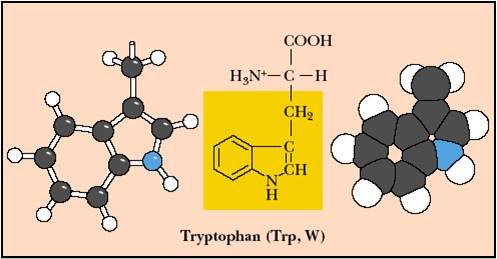 COOH
H₃N⁺—C—H
CH₂
CH
N
H
Tryptophan (Trp, W)